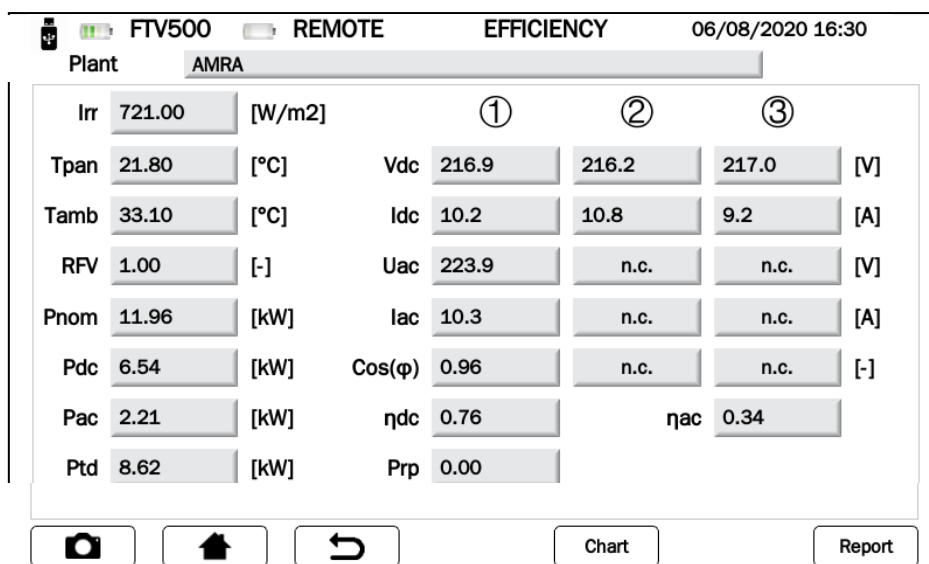 FTV500 REMOTE EFFICIENCY 06/08/2020 16:30
Plant AMRA
Irr 721.00 [W/m2] ① ② ③
Tpan 21.80 [°C] Vdc 216.9 216.2 217.0 [V]
Tamb 33.10 [°C] Idc 10.2 10.8 9.2 [A]
RFV 1.00 [-] Uac 223.9 n.c. n.c. [V]
Pnom 11.96 [kW] Iac 10.3 n.c. n.c. [A]
Pdc 6.54 [kW] Cos(φ) 0.96 n.c. n.c. [-]
Pac 2.21 [kW] ηdc 0.76 ηac 0.34
Ptd 8.62 [kW] Prp 0.00
Chart Report